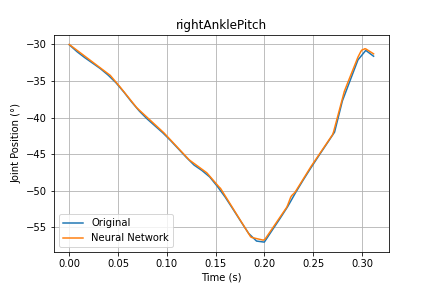 rightAnklePitch
Joint Position (°)
−30
−35
−40
−45
−50
−55
Original
Neural Network
0.00 0.05 0.10 0.15 0.20 0.25 0.30
Time (s)